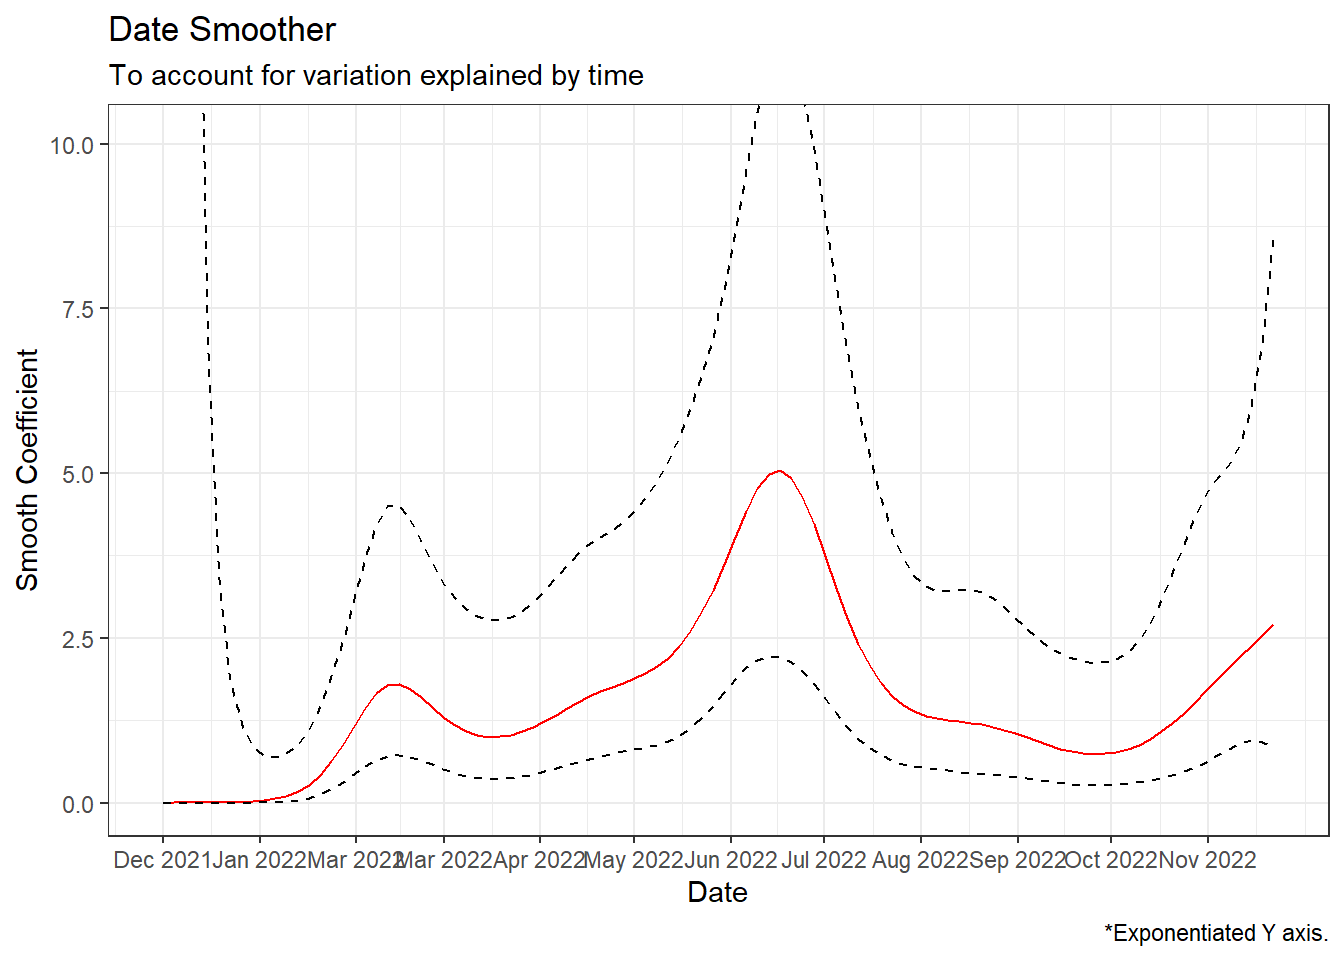 Date Smoother
To account for variation explained by time
Smooth Coefficient
10.0
7.5
5.0
2.5
0.0
Dec 2021 Jan 2022 Mar 2022 Mar 2022 Apr 2022 May 2022 Jun 2022 Jul 2022 Aug 2022 Sep 2022 Oct 2022 Nov 2022
Date
*Exponentiated Y axis.